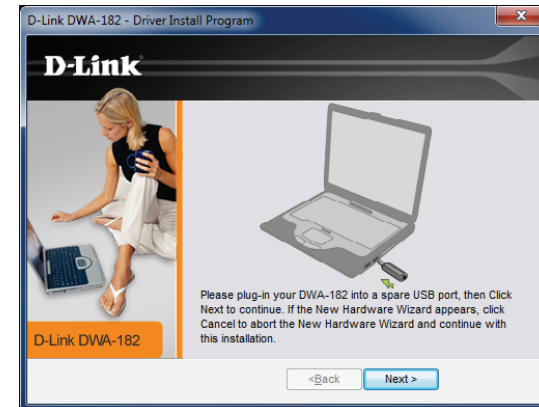 D-Link DWA-182 - Driver Install Program
D-Link
Please plug-in your DWA-182 into a spare USB port, then Click
Next to continue. If the New Hardware Wizard appears, click
Cancel to abort the New Hardware Wizard and continue with
this installation.
D-Link DWA-182
<Back
Next >